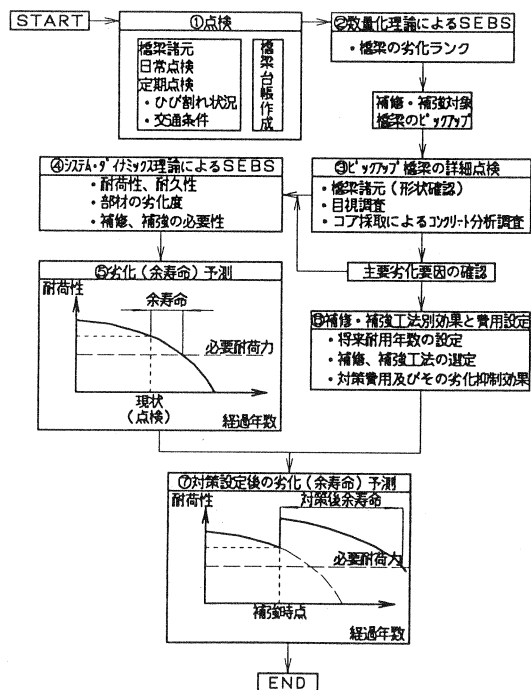 START
①点検
橋梁諸元
日常点検
定期点検
・ひび割れ状況
・交通条件
橋梁台帳作成
②数量化理論によるSEBS
・橋梁の劣化ランク
補修・補強対象
橋梁のピックアップ
③ピックアップ橋梁の詳細点検
・橋梁諸元（形状確認）
・目視調査
・コア採取によるコンクリート分析調査
④システム・ダイナミックス理論によるSEBS
・耐荷性、耐久性
・部材の劣化度
・補修、補強の必要性
主要劣化要因の確認
⑤劣化（余寿命）予測
耐荷性
余寿命
必要耐荷力
現状
（点検）
経過年数
⑥補修・補強工法別効果と費用設定
・将来耐用年数の設定
・補修、補強工法の選定
・対策費用及びその劣化抑制効果
⑦対策設定後の劣化（余寿命）予測
耐荷性
対策後余寿命
必要耐荷力
補強時点
経過年数
END